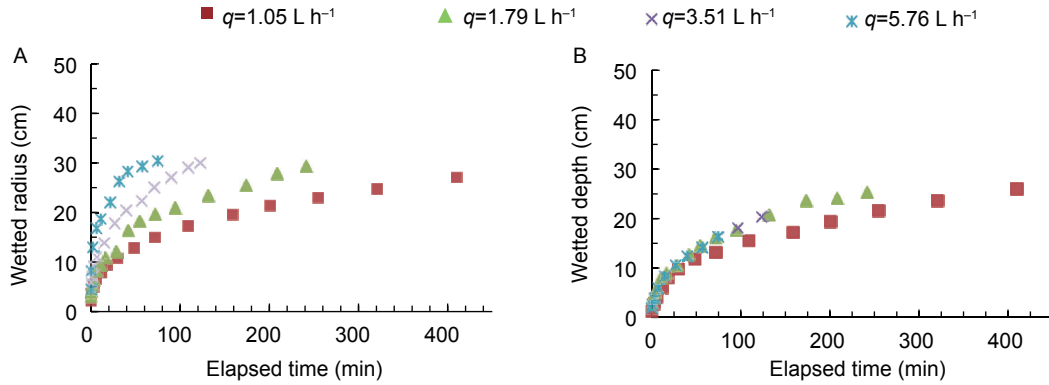 q=1.05 L h⁻¹ q=1.79 L h⁻¹ q=3.51 L h⁻¹ q=5.76 L h⁻¹
A
50
40
30
20
10
0
Wetted radius (cm)
0 100 200 300 400
Elapsed time (min)
B
50
40
30
20
10
0
Wetted depth (cm)
0 100 200 300 400
Elapsed time (min)